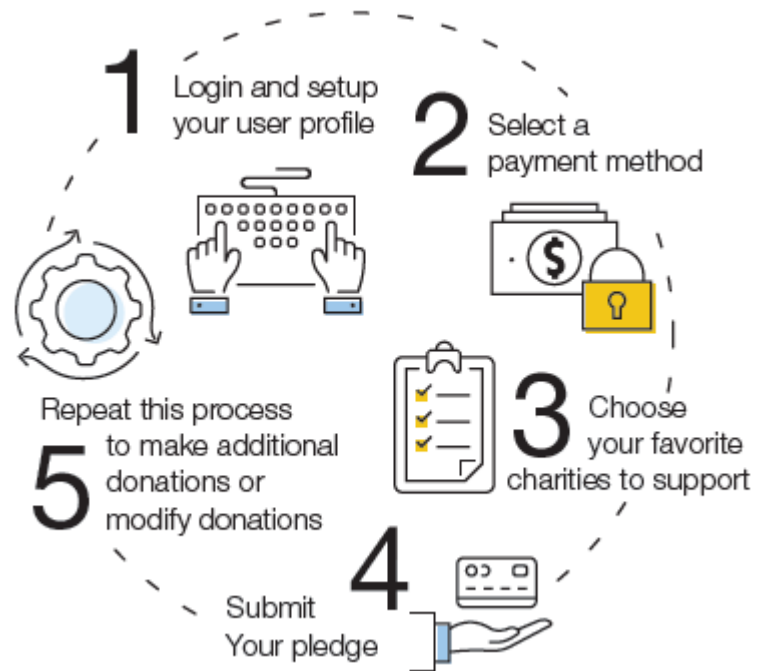 1 Login and setup
your user profile
2 Select a
payment method
$
3 Choose
your favorite
charities to support
4 Submit
Your pledge
Repeat this process
5 to make additional
donations or
modify donations